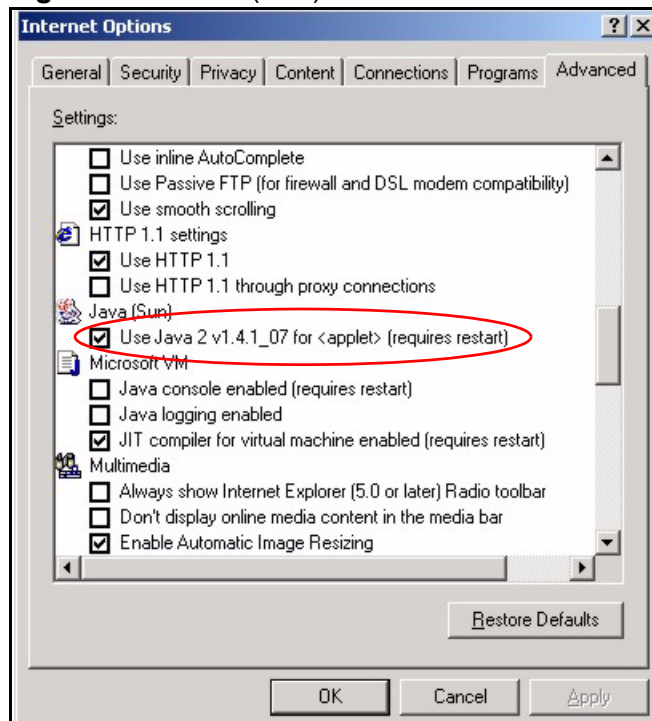 Internet Options
General Security Privacy Content Connections Programs Advanced
Settings:
Use inline AutoComplete
Use Passive FTP (for firewall and DSL modem compatibility)
Use smooth scrolling
HTTP 1.1 settings
Use HTTP 1.1
Use HTTP 1.1 through proxy connections
Java (Sun)
Use Java 2 v1.4.1_07 for <applet> (requires restart)
Microsoft VM
Java console enabled (requires restart)
Java logging enabled
JIT compiler for virtual machine enabled (requires restart)
Multimedia
Always show Internet Explorer (5.0 or later) Radio toolbar
Don't display online media content in the media bar
Enable Automatic Image Resizing
Restore Defaults
OK Cancel Apply